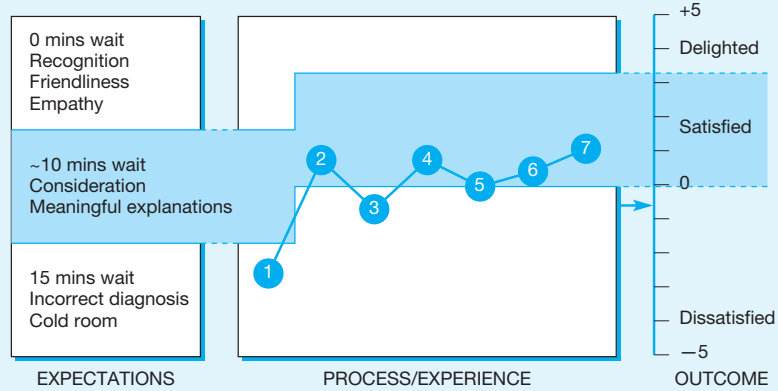 0 mins wait
Recognition
Friendliness
Empathy
~10 mins wait
Consideration
Meaningful explanations
15 mins wait
Incorrect diagnosis
Cold room
EXPECTATIONS
1
2
3
4
5
6
7
PROCESS/EXPERIENCE
+5
Delighted
Satisfied
0
Dissatisfied
−5
OUTCOME